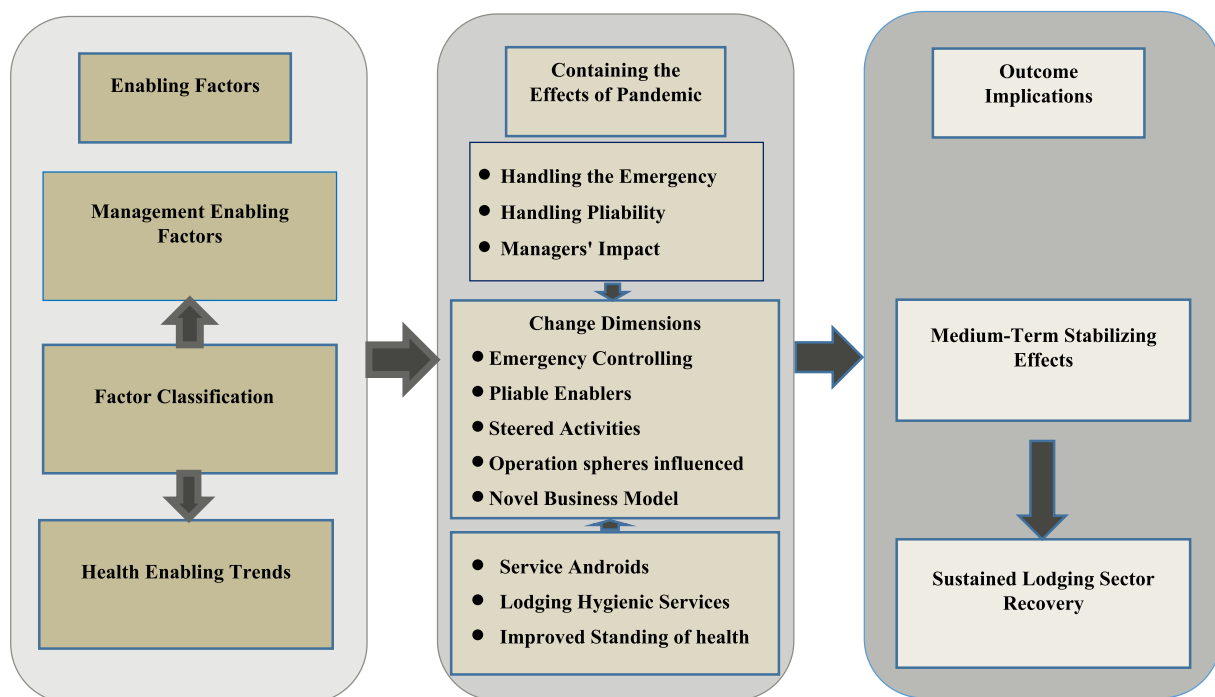 Enabling Factors
Management Enabling
Factors
Factor Classification
Health Enabling Trends
Containing the
Effects of Pandemic
● Handling the Emergency
● Handling Pliability
● Managers' Impact
Change Dimensions
● Emergency Controlling
● Pliable Enablers
● Steered Activities
● Operation spheres influenced
● Novel Business Model
● Service Androids
● Lodging Hygienic Services
● Improved Standing of health
Outcome
Implications
Medium-Term Stabilizing
Effects
Sustained Lodging Sector
Recovery